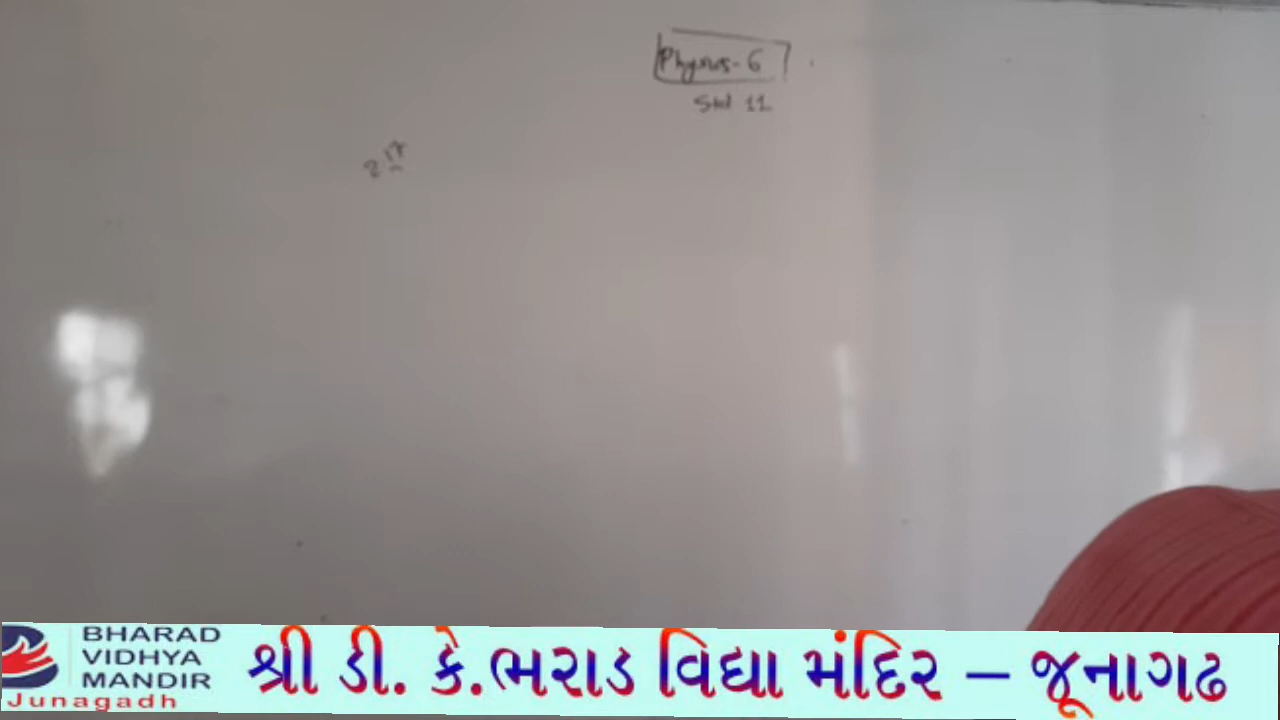 Physics-6
Std 11
BHARAD
VIDHYA
MANDIR
Junagadh
શ્રી ડી. કે.ભરાડ વિદ્યા મંદિર – જૂનાગઢ